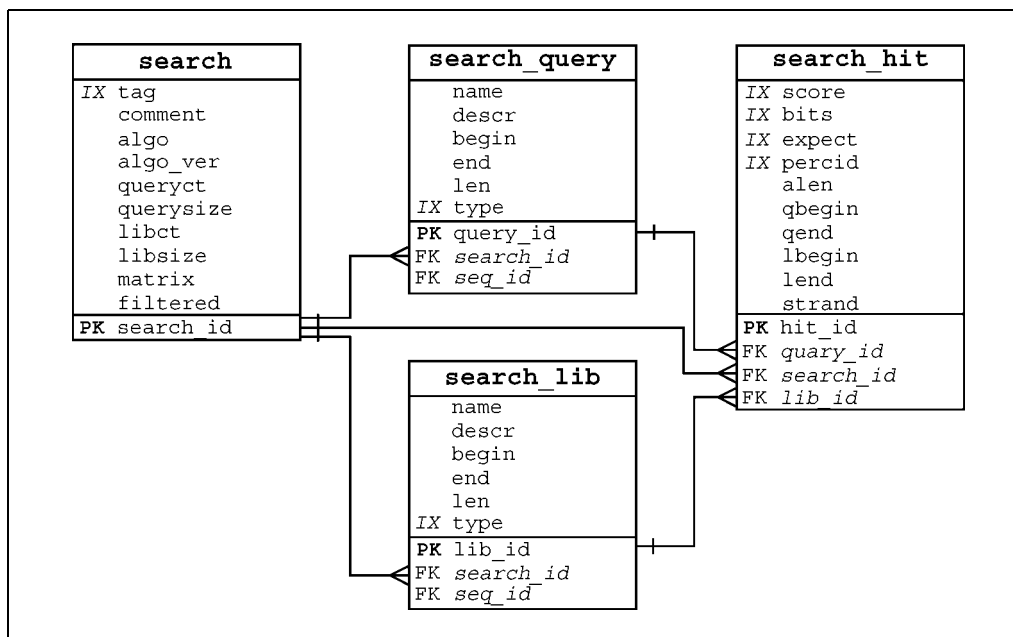 search
IX tag
comment
algo
algo_ver
queryct
querysize
libct
libsize
matrix
filtered
PK search_id
search_query
name
descr
begin
end
len
IX type
PK query_id
FK search_id
FK seq_id
search_lib
name
descr
begin
end
len
IX type
PK lib_id
FK search_id
FK seq_id
search_hit
IX score
IX bits
IX expect
IX percid
alen
qbegin
qend
lbegin
lend
strand
PK hit_id
FK quary_id
FK search_id
FK lib_id